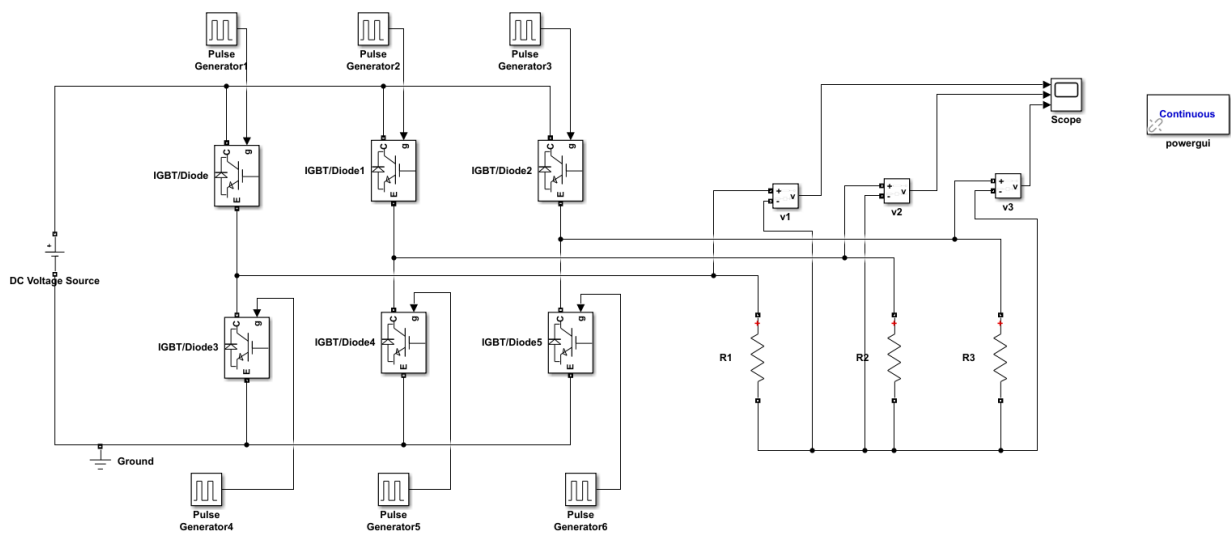 Pulse
Generator1
Pulse
Generator2
Pulse
Generator3
Scope
Continuous
powergui
C
g
E
IGBT/Diode
C
g
E
IGBT/Diode1
C
g
E
IGBT/Diode2
+
-
v
v1
+
-
v
v2
+
-
v
v3
+
DC Voltage Source
C
g
E
IGBT/Diode3
C
g
E
IGBT/Diode4
C
g
E
IGBT/Diode5
+
R1
+
R2
+
R3
Ground
Pulse
Generator4
Pulse
Generator5
Pulse
Generator6